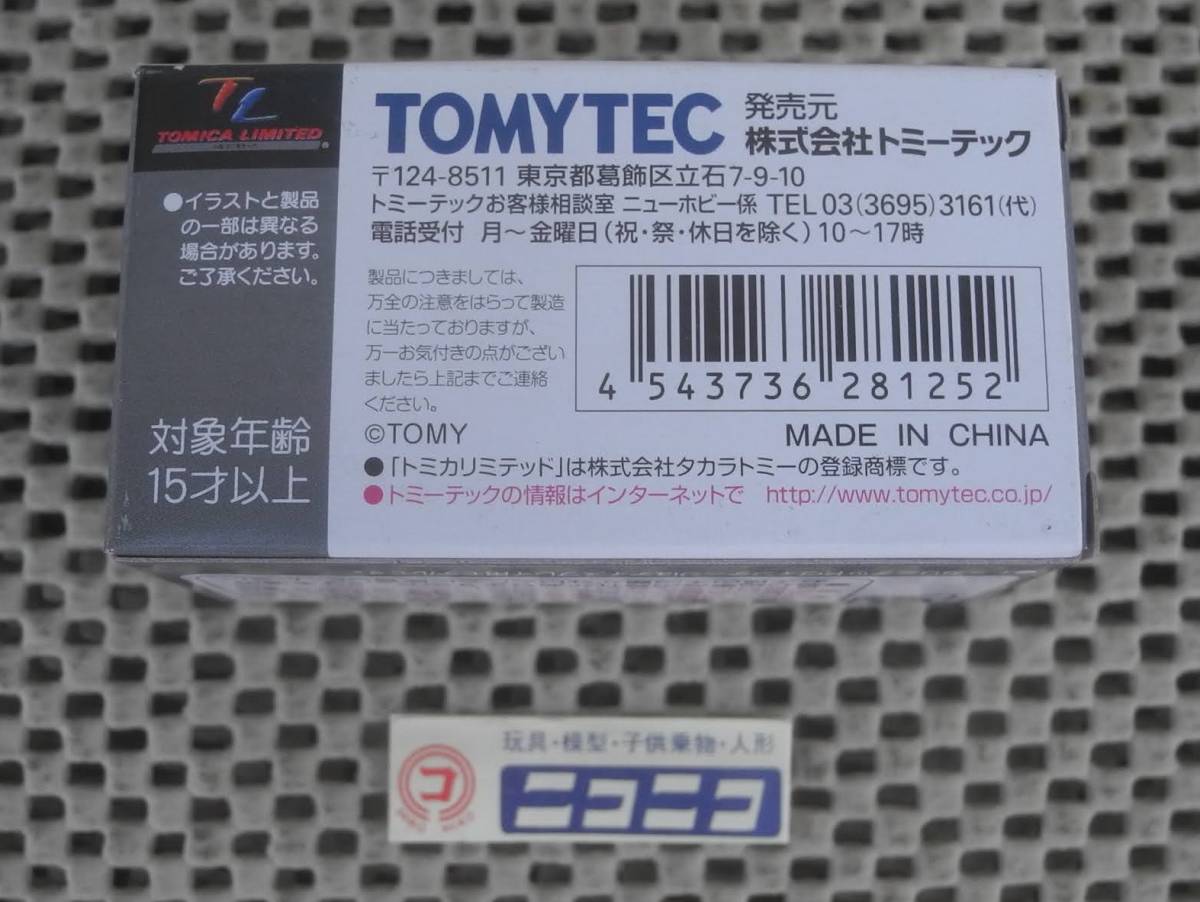 TL
TOMICA LIMITED
●イラストと製品
の一部は異なる
場合があります。
ご了承ください。
対象年齢
15才以上
TOMYTEC
発売元
株式会社トミーテック
〒124-8511 東京都葛飾区立石7-9-10
トミーテックお客様相談室 ニューホビー係 TEL 03(3695)3161(代)
電話受付 月〜金曜日(祝・祭・休日を除く)10〜17時
製品につきましては、
万全の注意をはらって製造
に当たっておりますが、
万一お気付きの点がござい
ましたら上記までご連絡
ください。
4 543736 281252
©TOMY
MADE IN CHINA
●「トミカリミテッド」は株式会社タカラトミーの登録商標です。
●トミーテックの情報はインターネットで http://www.tomytec.co.jp/
玩具・模型・子供乗物・人形
コ
ニコニコ